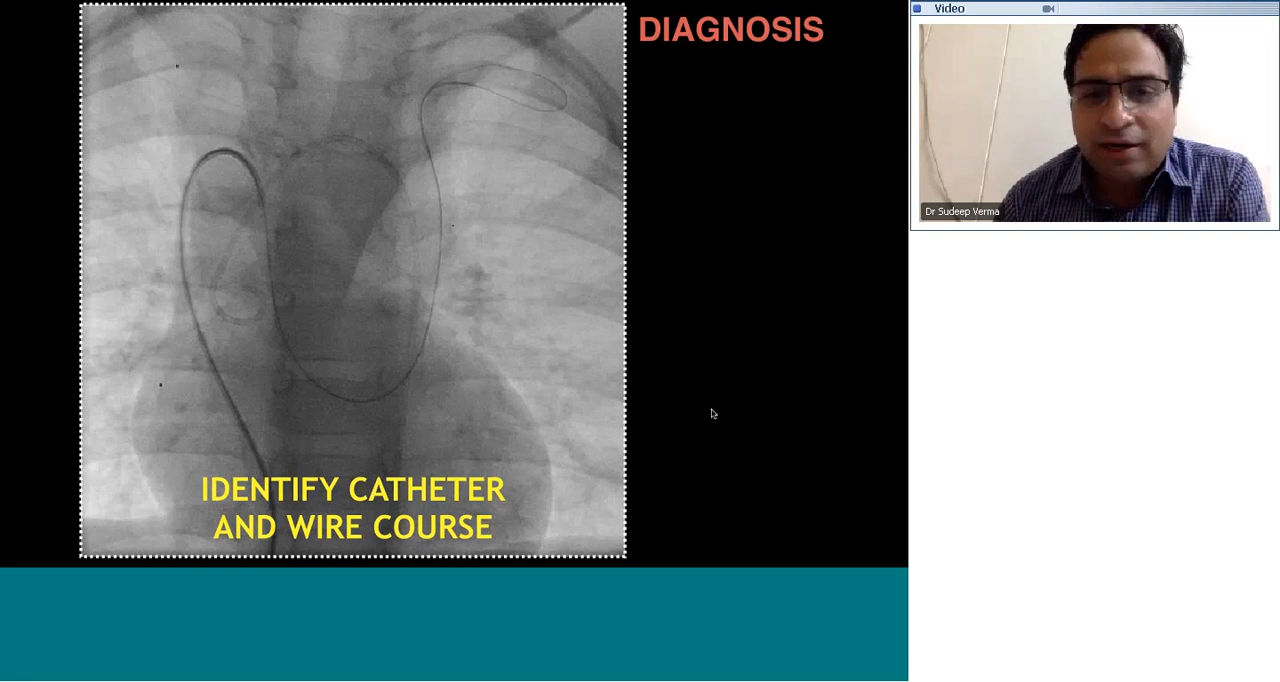 DIAGNOSIS
IDENTIFY CATHETER
AND WIRE COURSE
Video
Dr Sudeep Verma